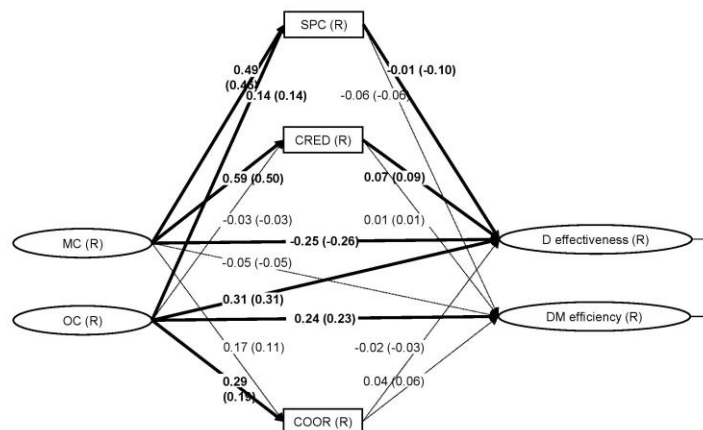 SPC (R)
0.49
(0.46)
-0.01 (-0.10)
0.14 (0.14)
-0.06 (-0.06)
CRED (R)
0.59 (0.50)
0.07 (0.09)
-0.03 (-0.03)
0.01 (0.01)
MC (R)
-0.25 (-0.26)
D effectiveness (R)
-0.05 (-0.05)
0.31 (0.31)
OC (R)
0.24 (0.23)
DM efficiency (R)
0.17 (0.11)
-0.02 (-0.03)
0.29
(0.19)
0.04 (0.06)
COOR (R)